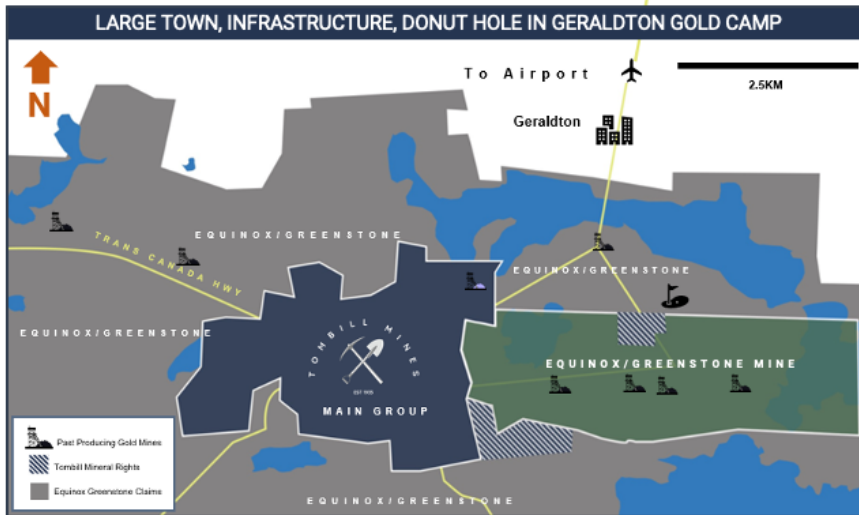 LARGE TOWN, INFRASTRUCTURE, DONUT HOLE IN GERALDTON GOLD CAMP
N
To Airport
2.5KM
Geraldton
TRANS CANADA HWY
EQUINOX/GREENSTONE
EQUINOX/GREENSTONE
EQUINOX/GREENSTONE
TOMBILL MINES
EST 1935
MAIN GROUP
EQUINOX/GREENSTONE MINE
Past Producing Gold Mines
Tombill Mineral Rights
Equinox Greenstone Claims
EQUINOX/GREENSTONE